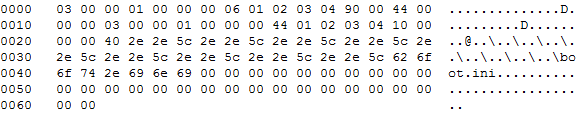 0000 03 00 00 01 00 00 00 06 01 02 03 04 90 00 44 00 ..............D.
0010 00 00 03 00 00 01 00 00 00 44 01 02 03 04 10 00 .........D......
0020 00 00 40 2e 2e 5c 2e 2e 5c 2e 2e 5c 2e 2e 5c 2e ..@..\..\..\..\.
0030 2e 5c 2e 2e 5c 2e 2e 5c 2e 2e 5c 2e 2e 5c 62 6f .\..\..\..\..\bo
0040 6f 74 2e 69 6e 69 00 00 00 00 00 00 00 00 00 00 ot.ini..........
0050 00 00 00 00 00 00 00 00 00 00 00 00 00 00 00 00 ................
0060 00 00 ..